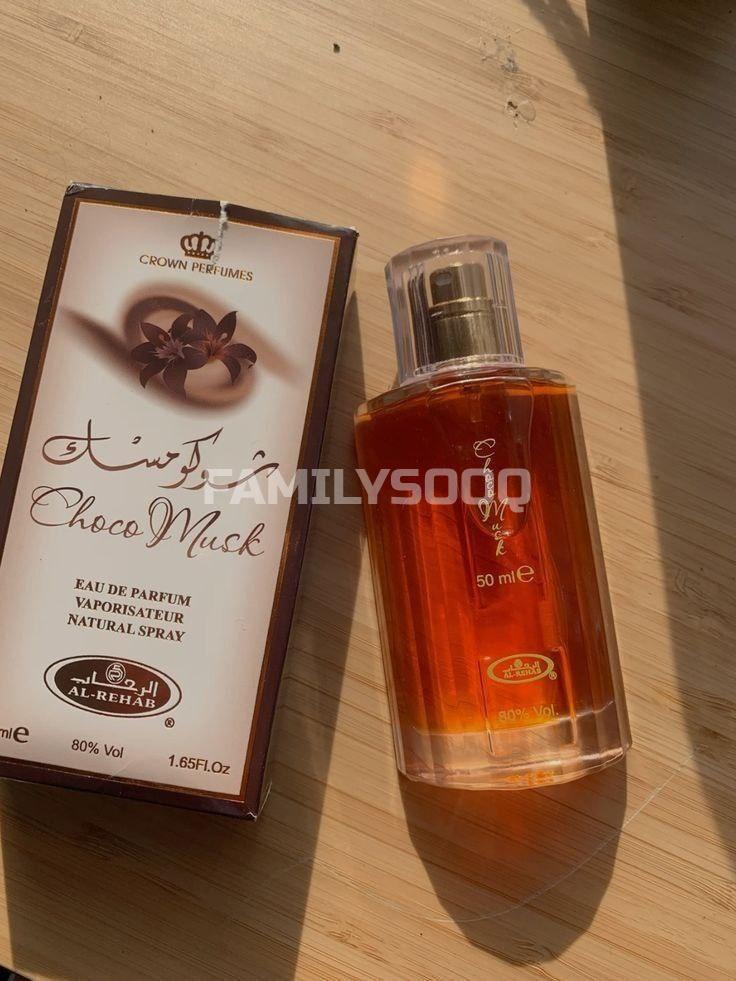 CROWN PERFUMES
شوكو مسك
Choco Musk
EAU DE PARFUM
VAPORISATEUR
NATURAL SPRAY
الرحاب
AL-REHAB
®
ml e
80% Vol
1.65Fl.Oz
FAMILYSOOQ
Choco
Musk
50 ml e
الرحاب
AL-REHAB
®
80% Vol.